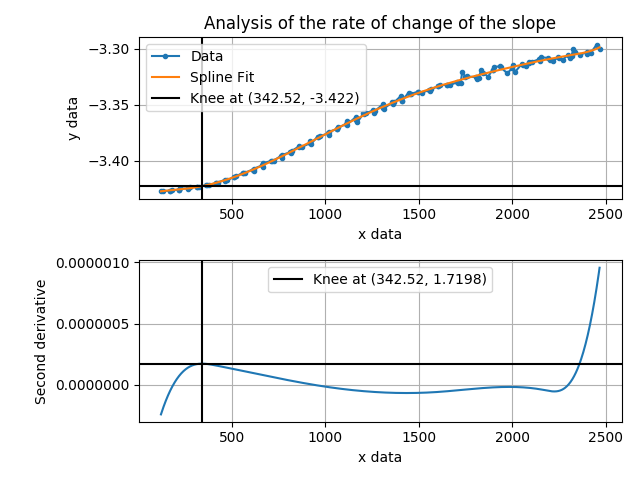 Analysis of the rate of change of the slope
Data
Spline Fit
Knee at (342.52, -3.422)
−3.30
−3.35
−3.40
y data
500 1000 1500 2000 2500
x data
Knee at (342.52, 1.7198)
0.0000010
0.0000005
0.0000000
Second derivative
500 1000 1500 2000 2500
x data